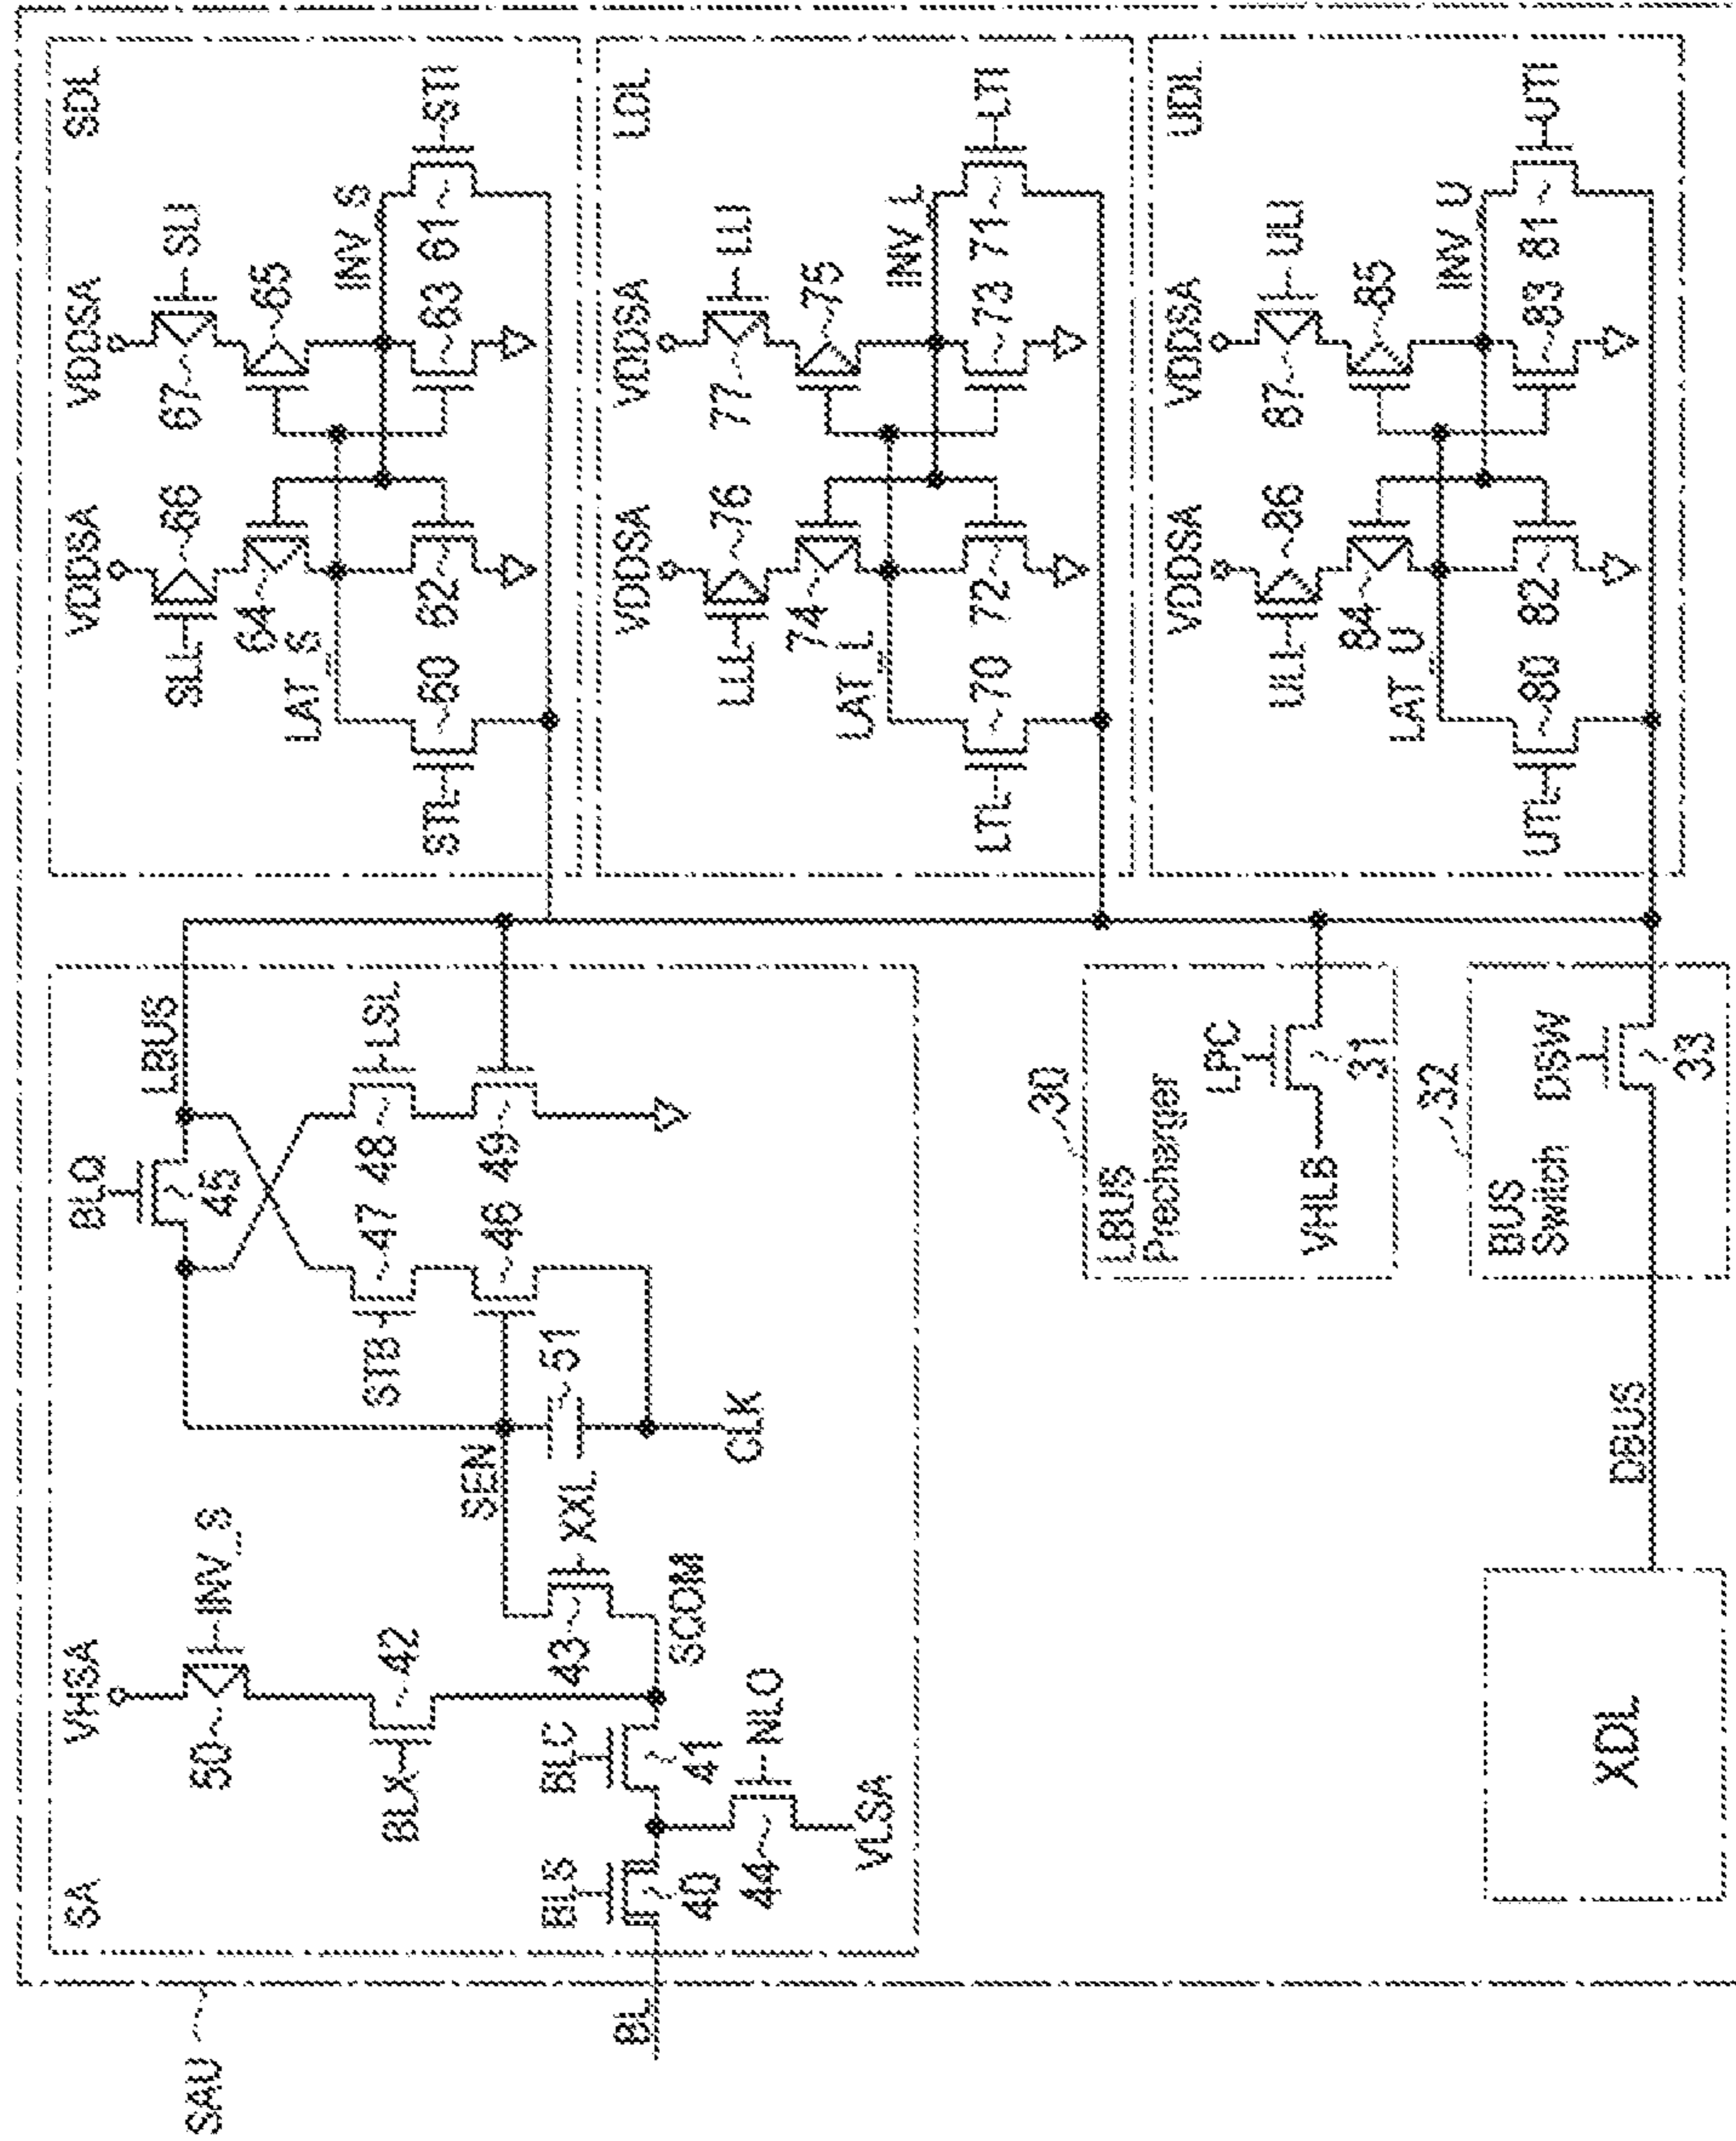 SAU
BL
SA
VHSA
50
INV_S
BLX
42
BLS
40
BLC
41
44
NLO
VLSA
43
XXL
SCOM
SEN
51
CLK
BLQ
45
LBUS
STB
47
48
LSL
46
49
30
LBUS
Precharger
LPC
31
VHLB
32
BUS
Switch
DSW
33
DBUS
XDL
SDL
VDDSA
VDDSA
SLL
66
67
SLI
64
65
LAT_S
INV_S
STL
60
62
63
61
STI
LDL
VDDSA
VDDSA
LLL
76
77
LLI
74
75
LAT_L
INV_L
LTL
70
72
73
71
LTI
UDL
VDDSA
VDDSA
ULL
86
87
ULI
84
85
LAT_U
INV_U
UTL
80
82
83
81
UTI